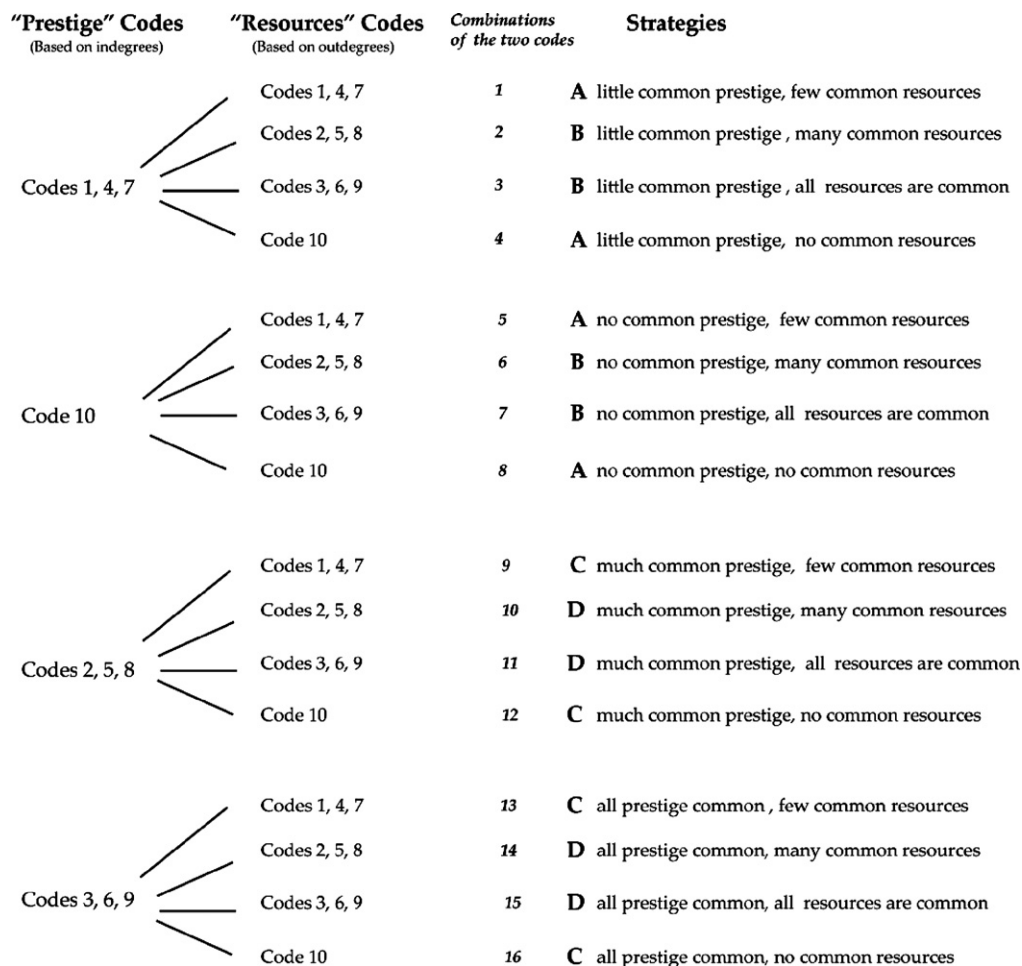 "Prestige" Codes "Resources" Codes Combinations of the two codes Strategies
(Based on indegrees) (Based on outdegrees)
Codes 1, 4, 7 1 A little common prestige, few common resources
Codes 2, 5, 8 2 B little common prestige , many common resources
Codes 1, 4, 7 Codes 3, 6, 9 3 B little common prestige , all resources are common
Code 10 4 A little common prestige, no common resources
Codes 1, 4, 7 5 A no common prestige, few common resources
Codes 2, 5, 8 6 B no common prestige, many common resources
Code 10 Codes 3, 6, 9 7 B no common prestige, all resources are common
Code 10 8 A no common prestige, no common resources
Codes 1, 4, 7 9 C much common prestige, few common resources
Codes 2, 5, 8 10 D much common prestige, many common resources
Codes 2, 5, 8 Codes 3, 6, 9 11 D much common prestige, all resources are common
Code 10 12 C much common prestige, no common resources
Codes 1, 4, 7 13 C all prestige common , few common resources
Codes 2, 5, 8 14 D all prestige common, many common resources
Codes 3, 6, 9 Codes 3, 6, 9 15 D all prestige common, all resources are common
Code 10 16 C all prestige common, no common resources